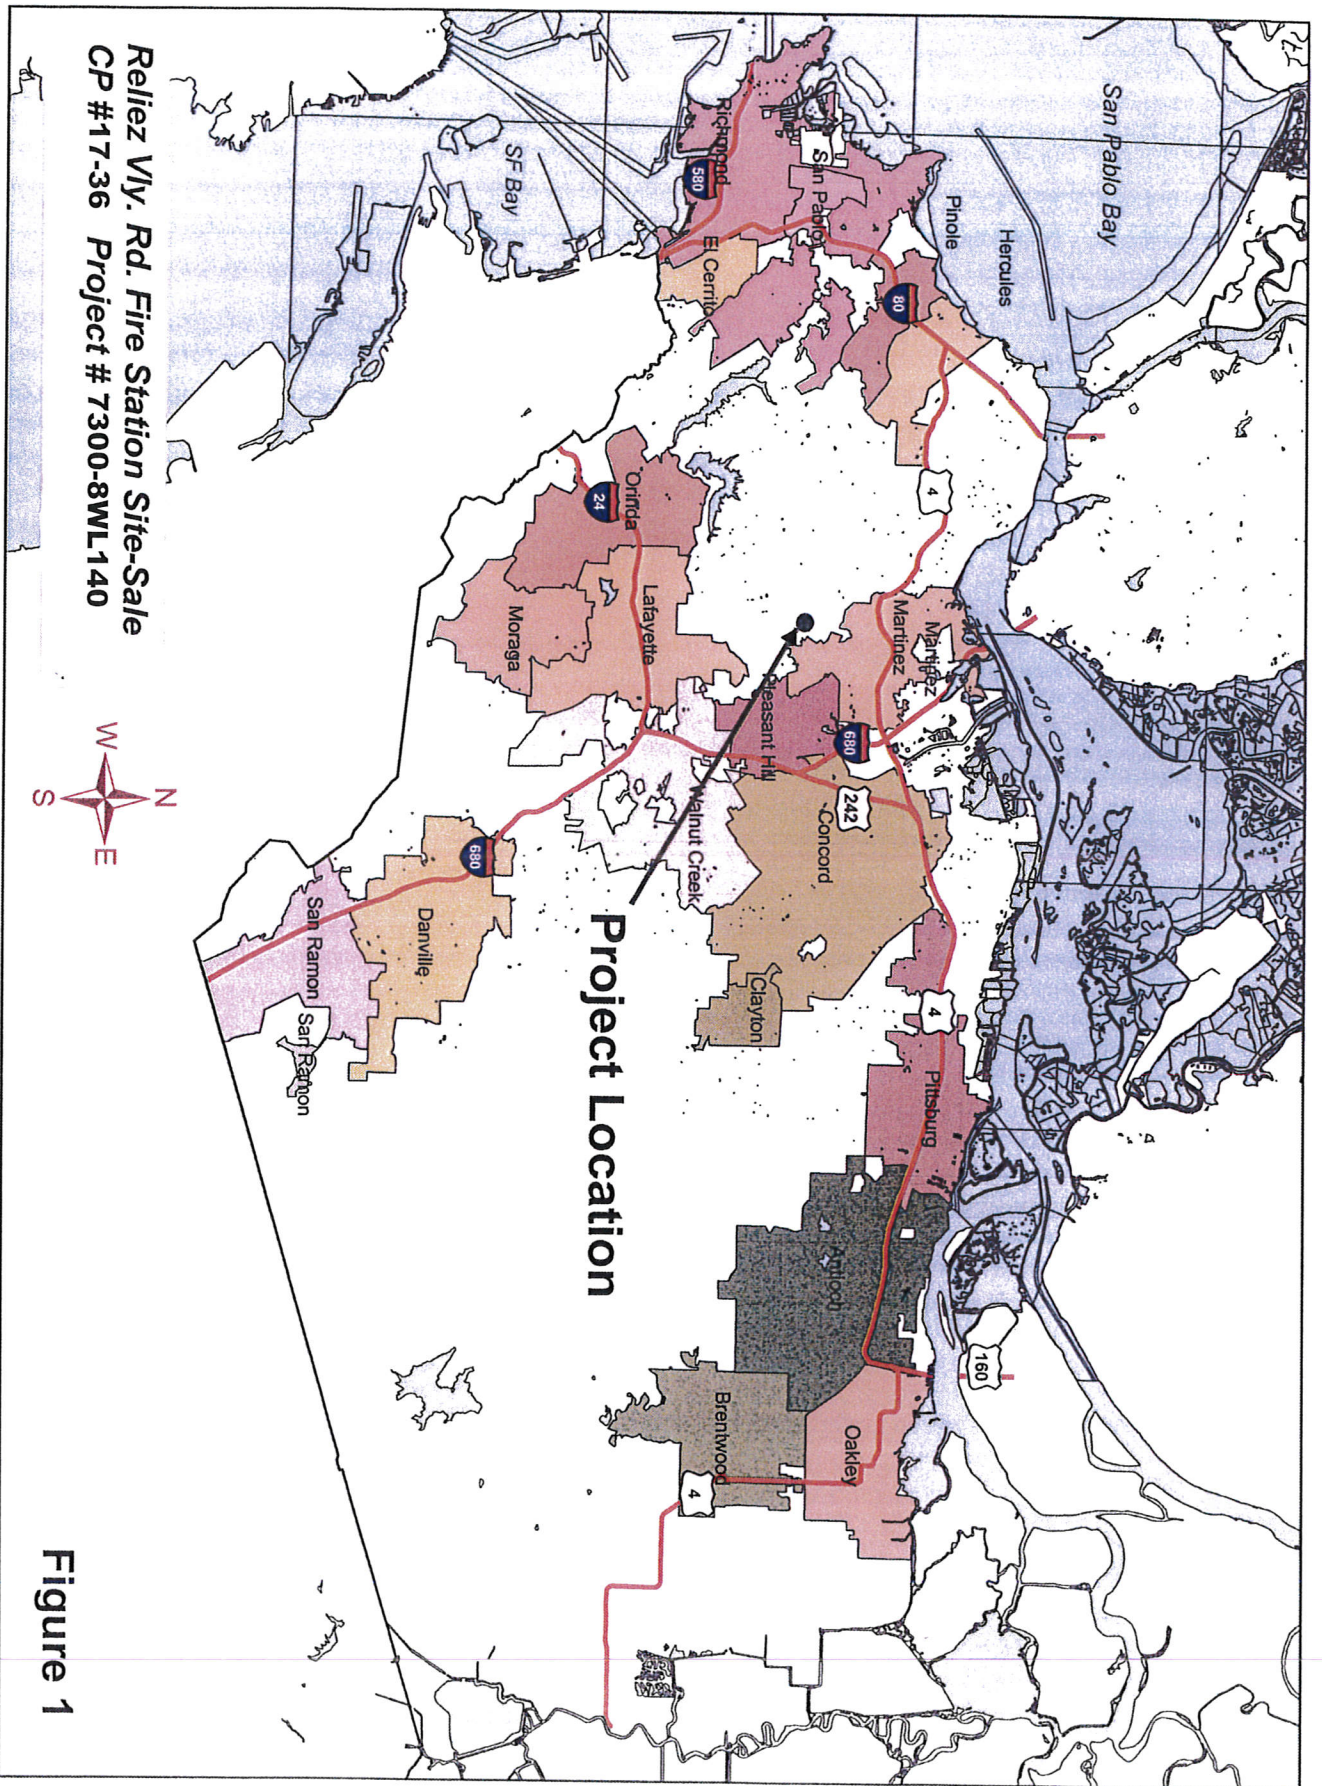 San Pablo Bay
Hercules
Pinole
80
Richmond
San Pablo
580
El Cerrito
SF Bay
4
Martinez
Martinez
Orinda
24
Lafayette
Moraga
Pleasant Hill
680
242
Concord
Walnut Creek
Clayton
4
Pittsburg
Antioch
160
Oakley
Brentwood
4
680
Danville
San Ramon
San Ramon
Project Location
Reliez Vly. Rd. Fire Station Site-Sale
CP #17-36 Project # 7300-8WL140
N
W
E
S
Figure 1